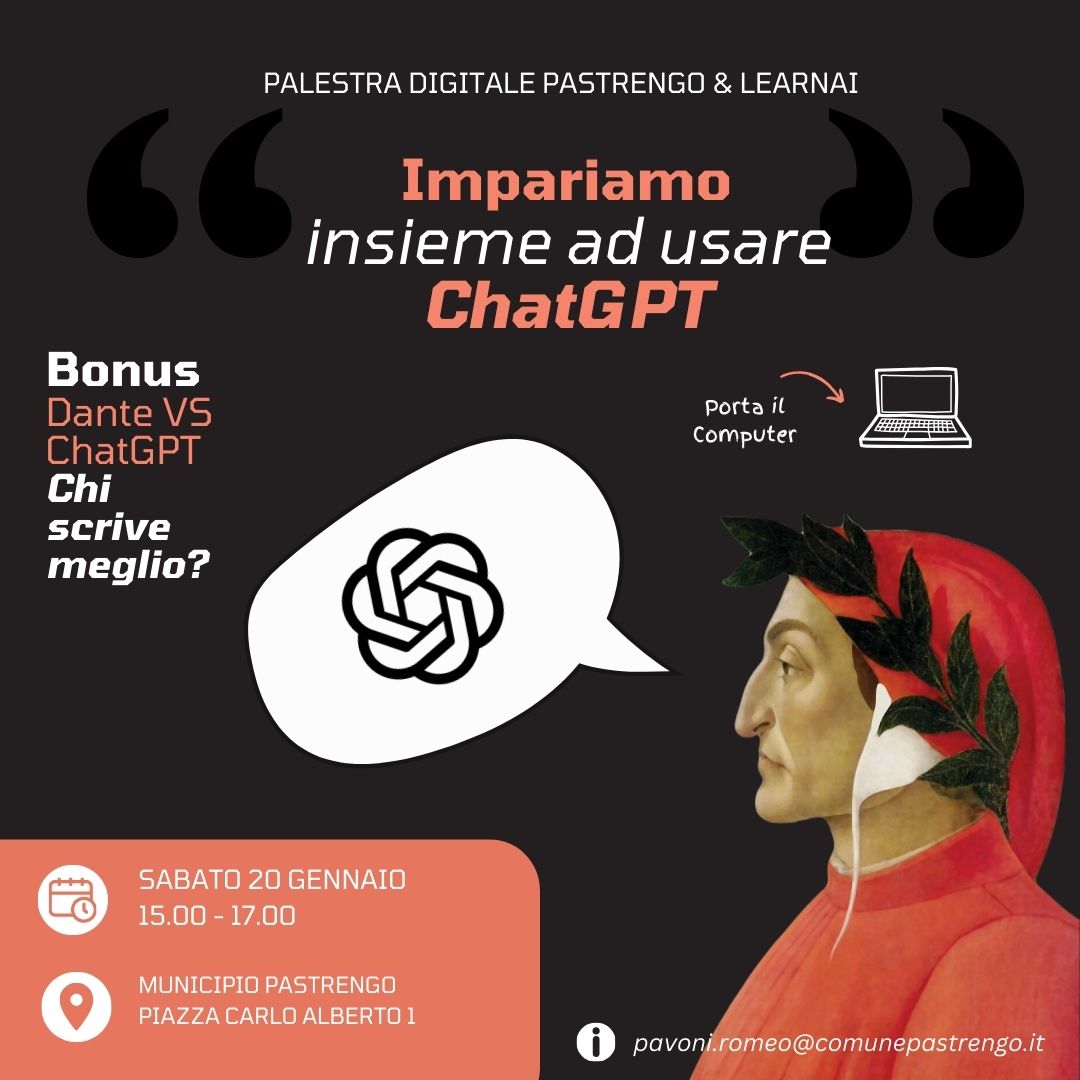 PALESTRA DIGITALE PASTRENGO & LEARNAI
Impariamo
insieme ad usare
ChatGPT
Bonus
Dante VS
ChatGPT
Chi
scrive
meglio?
Porta il
Computer
SABATO 20 GENNAIO
15.00 - 17.00
MUNICIPIO PASTRENGO
PIAZZA CARLO ALBERTO 1
pavoni.romeo@comunepastrengo.it